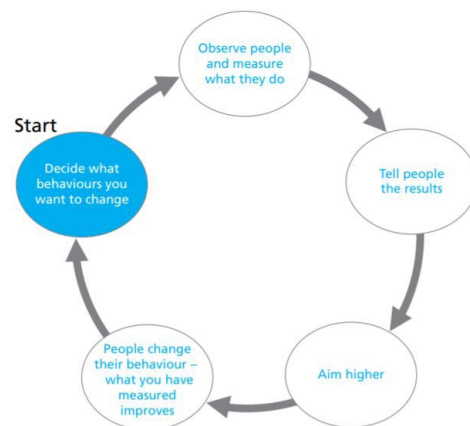 Start
Decide what
behaviours you
want to change
Observe people
and measure
what they do
Tell people
the results
Aim higher
People change
their behaviour –
what you have
measured
improves